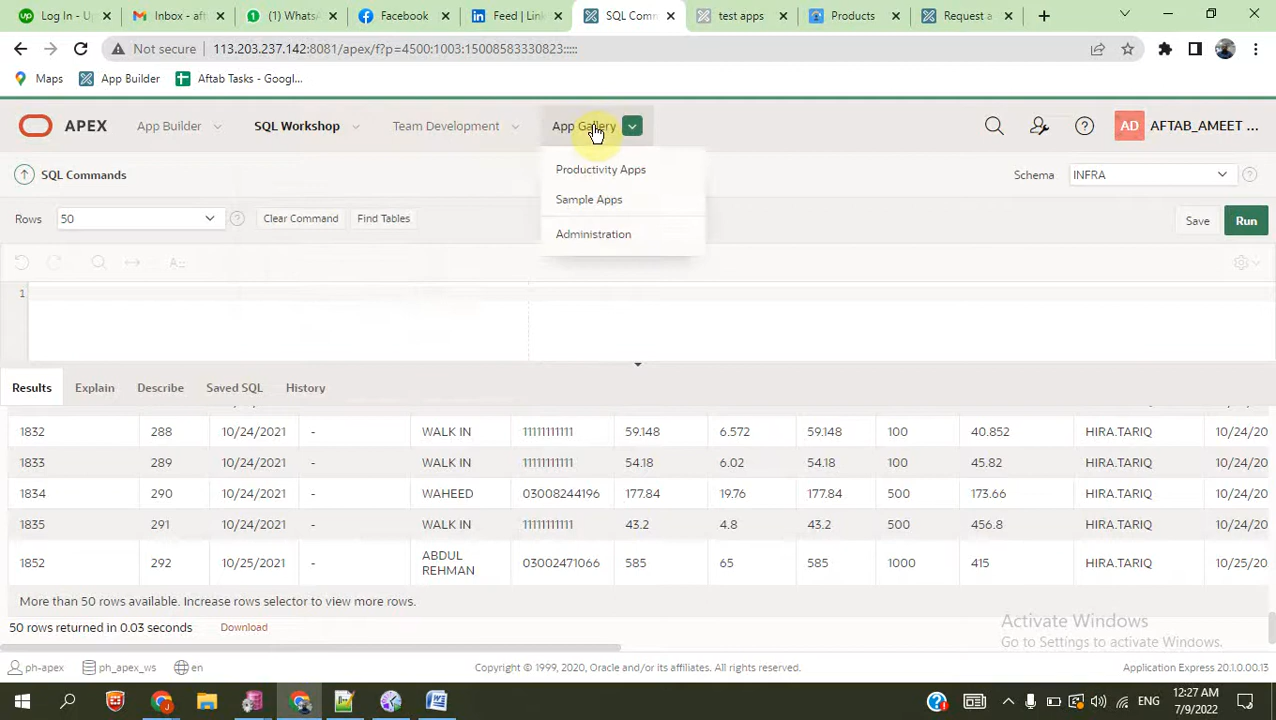 Log In - Up
Inbox - aft
(1) Whats
Facebook
Feed | Link
SQL Comm
test apps
Products
Request a
Not secure 113.203.237.142:8081/apex/f?p=4500:1003:15008583330823:::::
Maps App Builder Aftab Tasks - Googl...
APEX App Builder SQL Workshop Team Development App Gallery AD AFTAB_AMEET ...
Productivity Apps
Sample Apps
Administration
SQL Commands Schema INFRA
Rows 50 Clear Command Find Tables Save Run
1
Results Explain Describe Saved SQL History
1832 288 10/24/2021 - WALK IN 11111111111 59.148 6.572 59.148 100 40.852 HIRA.TARIQ 10/24/20
1833 289 10/24/2021 - WALK IN 11111111111 54.18 6.02 54.18 100 45.82 HIRA.TARIQ 10/24/20
1834 290 10/24/2021 - WAHEED 03008244196 177.84 19.76 177.84 500 173.66 HIRA.TARIQ 10/24/20
1835 291 10/24/2021 - WALK IN 11111111111 43.2 4.8 43.2 500 456.8 HIRA.TARIQ 10/24/20
1852 292 10/25/2021 - ABDUL REHMAN 03002471066 585 65 585 1000 415 HIRA.TARIQ 10/25/20
More than 50 rows available. Increase rows selector to view more rows.
50 rows returned in 0.03 seconds Download
Activate Windows
Go to Settings to activate Windows.
ph-apex ph_apex_ws en Copyright © 1999, 2020, Oracle and/or its affiliates. All rights reserved. Application Express 20.1.0.00.13
ENG
12:27 AM
7/9/2022